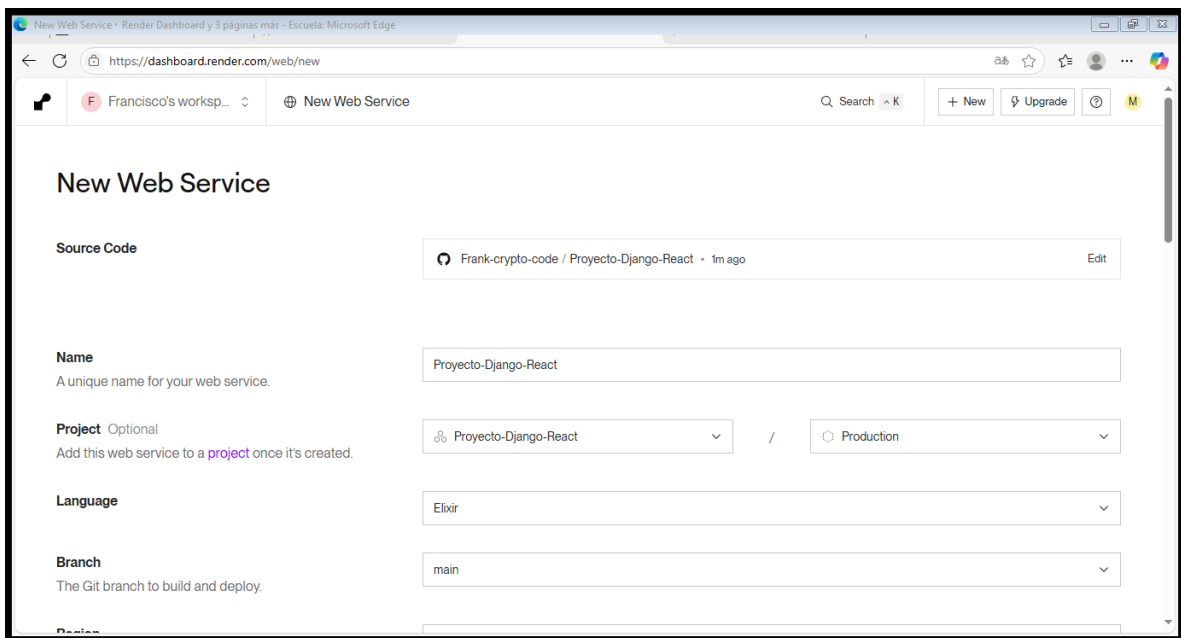 New Web Service · Render Dashboard y 3 páginas más - Escuela: Microsoft Edge
https://dashboard.render.com/web/new
F Francisco's worksp... New Web Service Search ^ K + New Upgrade M
New Web Service
Source Code
Frank-crypto-code / Proyecto-Django-React • 1m ago Edit
Name
A unique name for your web service.
Proyecto-Django-React
Project Optional
Add this web service to a project once it's created.
Proyecto-Django-React / Production
Language
Elixir
Branch
The Git branch to build and deploy.
main
Region